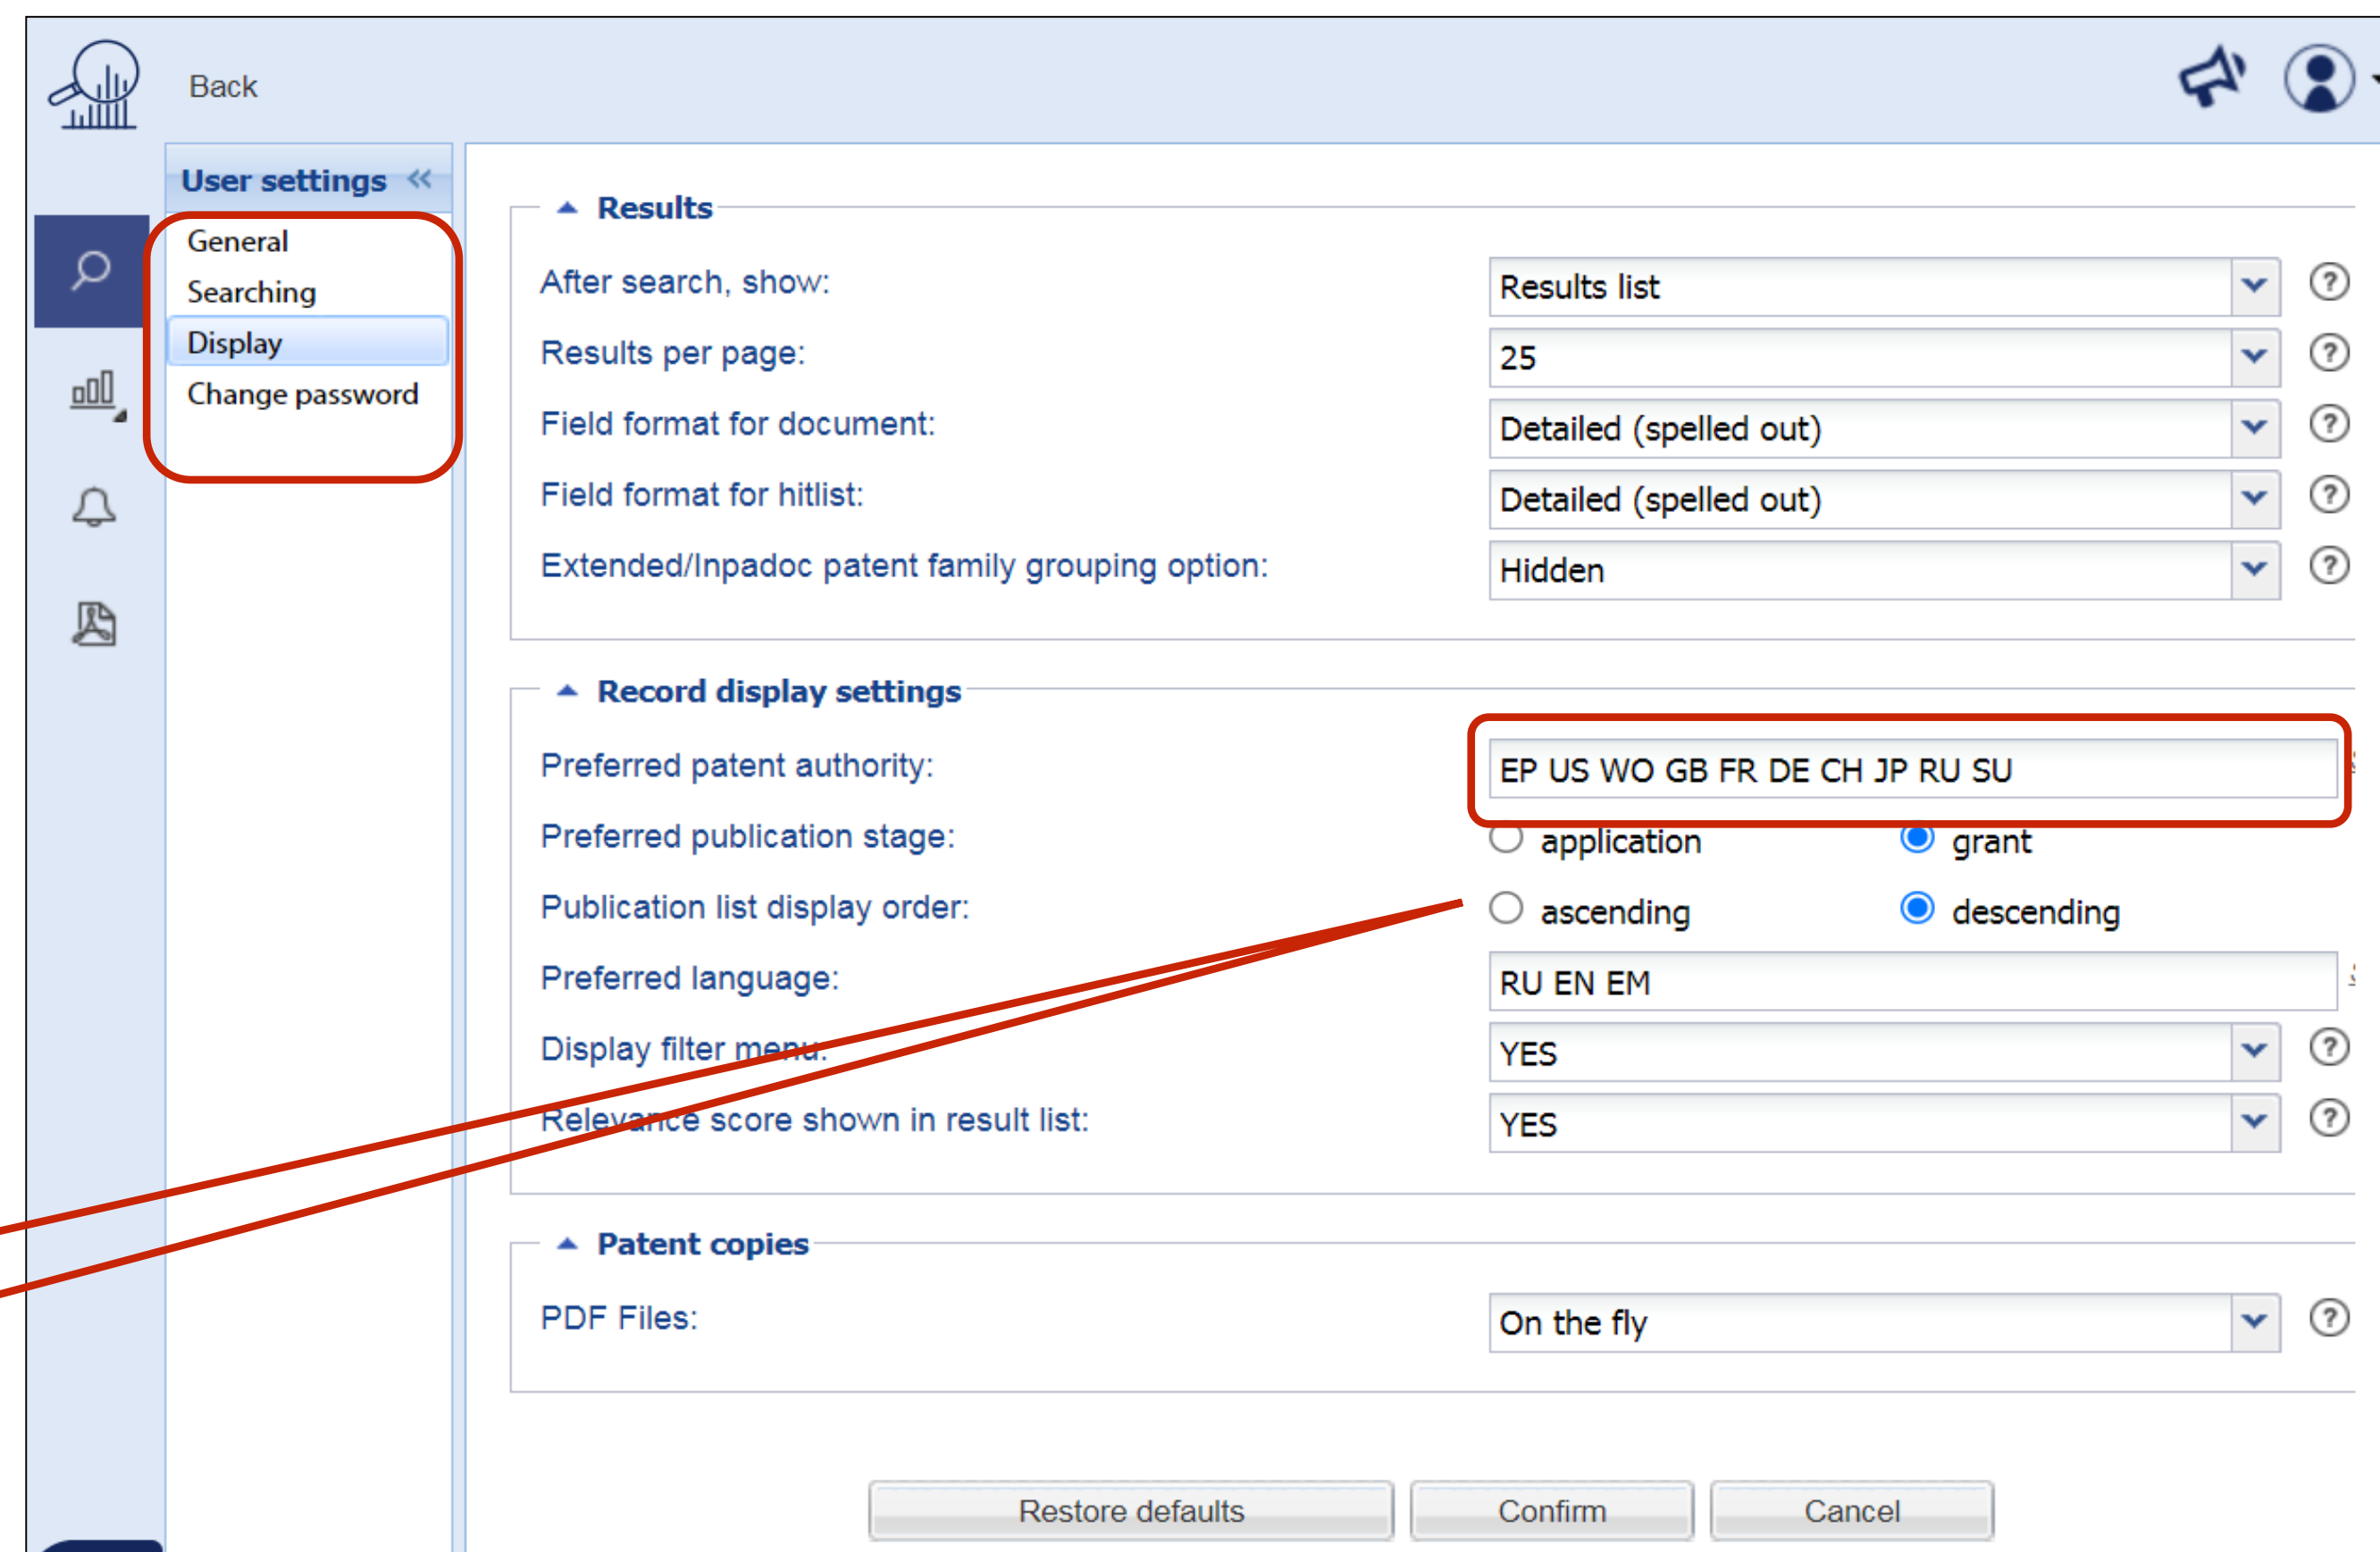 Back
User settings
General
Searching
Display
Change password
Results
After search, show: Results list
Results per page: 25
Field format for document: Detailed (spelled out)
Field format for hitlist: Detailed (spelled out)
Extended/Inpadoc patent family grouping option: Hidden
Record display settings
Preferred patent authority: EP US WO GB FR DE CH JP RU SU
Preferred publication stage: application grant
Publication list display order: ascending descending
Preferred language: RU EN EM
Display filter menu: YES
Relevance score shown in result list: YES
Patent copies
PDF Files: On the fly
Restore defaults Confirm Cancel